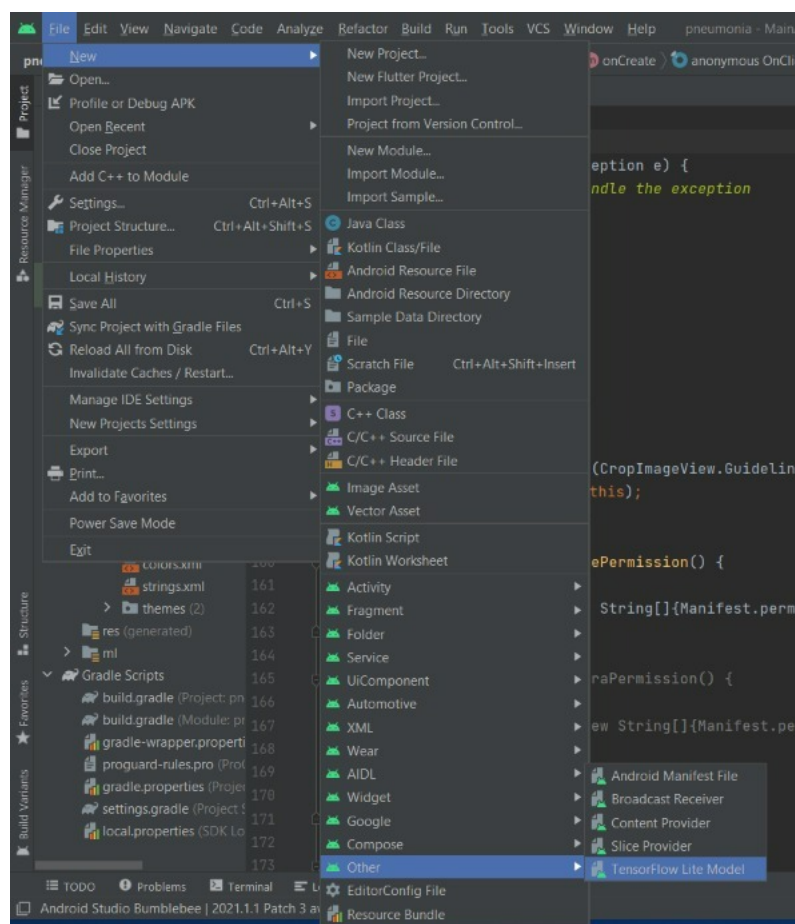 File Edit View Navigate Code Analyze Refactor Build Run Tools VCS Window Help pneumonia - Main
New
Open...
Profile or Debug APK
Open Recent
Close Project
Add C++ to Module
Settings... Ctrl+Alt+S
Project Structure... Ctrl+Alt+Shift+S
File Properties
Local History
Save All Ctrl+S
Sync Project with Gradle Files
Reload All from Disk Ctrl+Alt+Y
Invalidate Caches / Restart...
Manage IDE Settings
New Projects Settings
Export
Print...
Add to Favorites
Power Save Mode
Exit
New Project...
New Flutter Project...
Import Project...
Project from Version Control...
New Module...
Import Module...
Import Sample...
Java Class
Kotlin Class/File
Android Resource File
Android Resource Directory
Sample Data Directory
File
Scratch File Ctrl+Alt+Shift+Insert
Package
C++ Class
C/C++ Source File
C/C++ Header File
Image Asset
Vector Asset
Kotlin Script
Kotlin Worksheet
Activity
Fragment
Folder
Service
UiComponent
Automotive
XML
Wear
AIDL
Widget
Google
Compose
Other
EditorConfig File
Resource Bundle
Android Manifest File
Broadcast Receiver
Content Provider
Slice Provider
TensorFlow Lite Model
onCreate anonymous OnCli
eption e) {
ndle the exception
(CropImageView.Guidelin
this);
ePermission() {
String[]{Manifest.perm
raPermission() {
ew String[]{Manifest.pe
Project
Resource Manager
Structure
Favorites
Build Variants
colors.xml
strings.xml 161
themes (2) 162
res (generated) 163
ml 164
Gradle Scripts 165
build.gradle (Project: pn 166
build.gradle (Module: pr 167
gradle-wrapper.properti 168
proguard-rules.pro (Pro 169
gradle.properties (Projec 170
settings.gradle (Project S 171
local.properties (SDK Lo 172
173
TODO Problems Terminal L
Android Studio Bumblebee | 2021.1.1 Patch 3 av